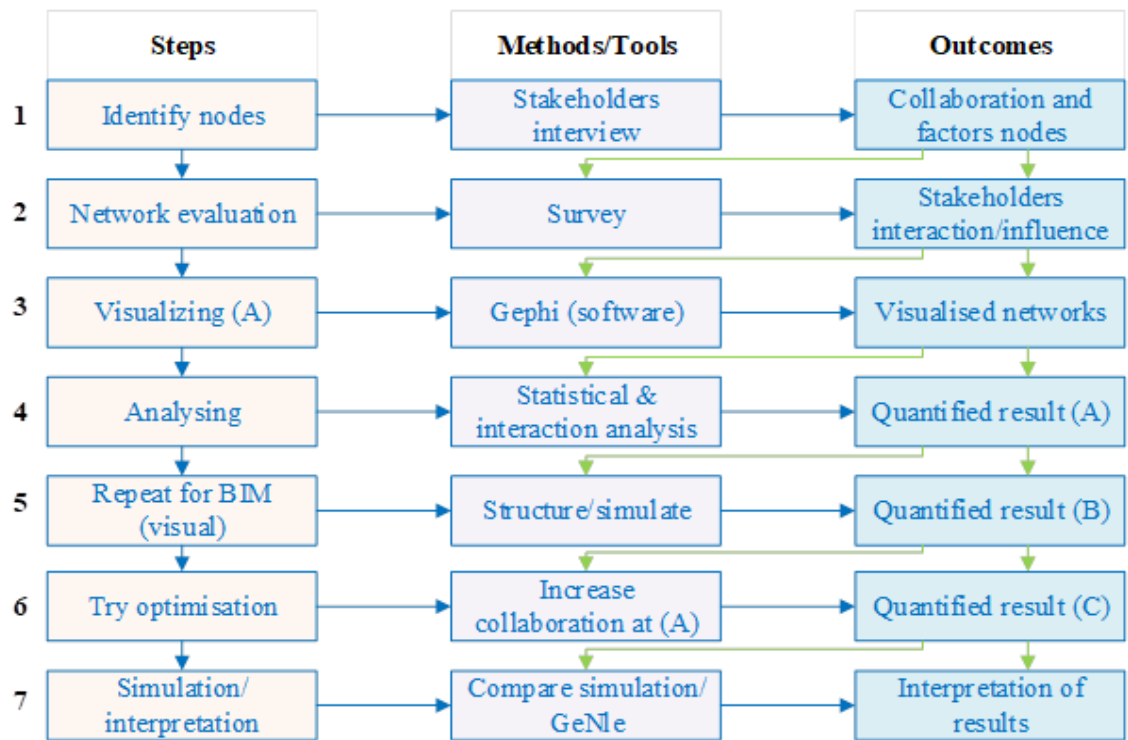 Steps
Methods/Tools
Outcomes
1
Identify nodes
Stakeholders
interview
Collaboration and
factors nodes
2
Network evaluation
Survey
Stakeholders
interaction/influence
3
Visualizing (A)
Gephi (software)
Visualised networks
4
Analysing
Statistical &
interaction analysis
Quantified result (A)
5
Repeat for BIM
(visual)
Structure/simulate
Quantified result (B)
6
Try optimisation
Increase
collaboration at (A)
Quantified result (C)
7
Simulation/
interpretation
Compare simulation/
GeNIe
Interpretation of
results